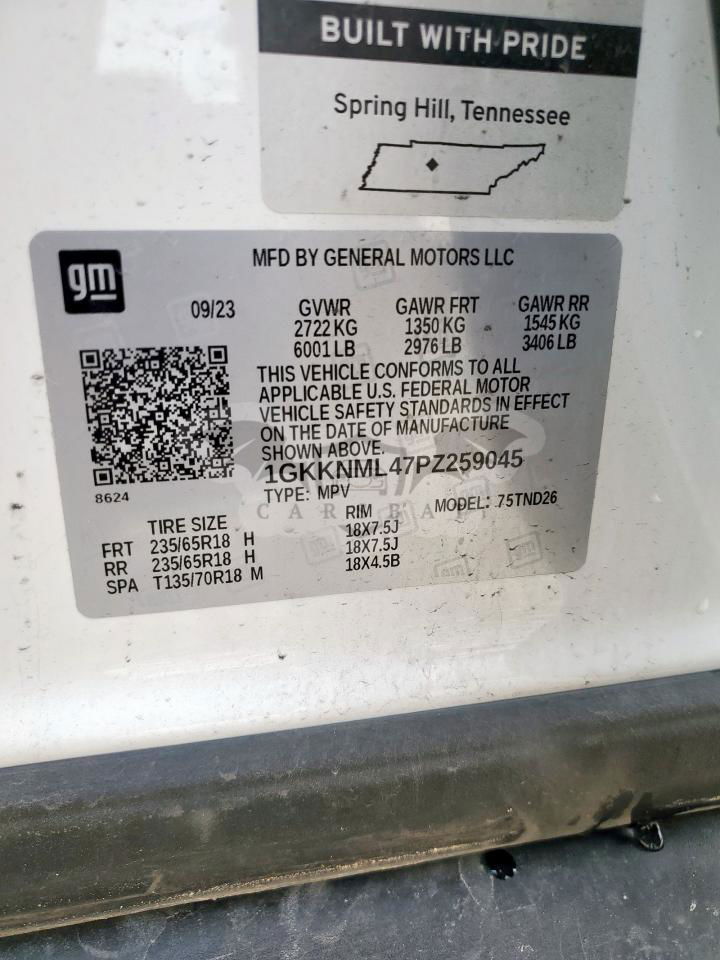 BUILT WITH PRIDE
Spring Hill, Tennessee
gm
MFD BY GENERAL MOTORS LLC
09/23 GVWR GAWR FRT GAWR RR
2722 KG 1350 KG 1545 KG
6001 LB 2976 LB 3406 LB
THIS VEHICLE CONFORMS TO ALL
APPLICABLE U.S. FEDERAL MOTOR
VEHICLE SAFETY STANDARDS IN EFFECT
ON THE DATE OF MANUFACTURE
SHOWN ABOVE.
1GKKNML47PZ259045
8624
TYPE: MPV MODEL: .75TND26
TIRE SIZE RIM
FRT 235/65R18 H 18X7.5J
RR 235/65R18 H 18X7.5J
SPA T135/70R18 M 18X4.5B